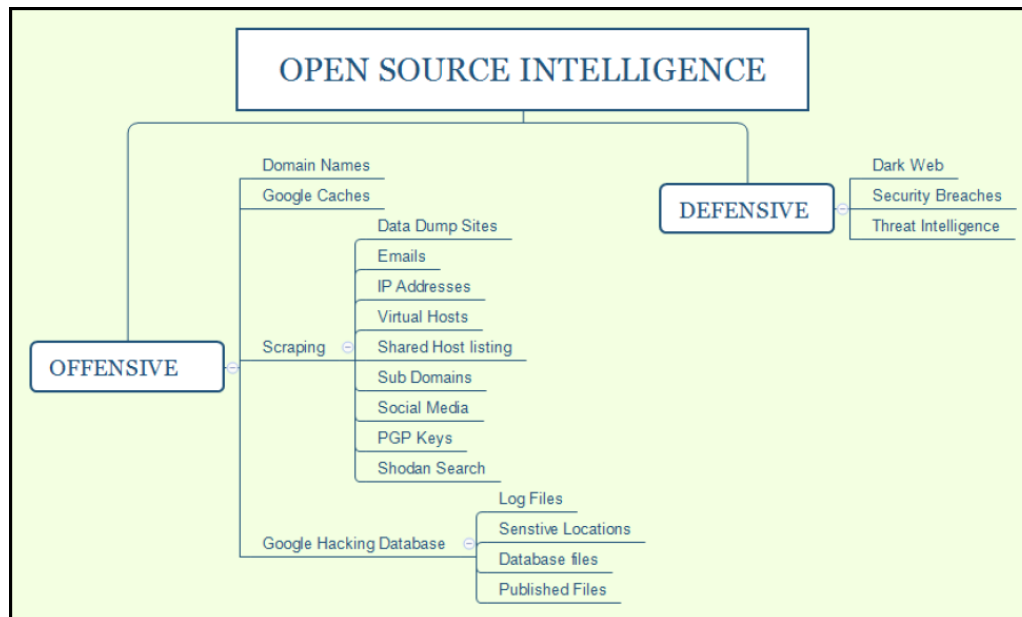 OPEN SOURCE INTELLIGENCE
OFFENSIVE
Domain Names
Google Caches
Scraping
Data Dump Sites
Emails
IP Addresses
Virtual Hosts
Shared Host listing
Sub Domains
Social Media
PGP Keys
Shodan Search
Google Hacking Database
Log Files
Senstive Locations
Database files
Published Files
DEFENSIVE
Dark Web
Security Breaches
Threat Intelligence